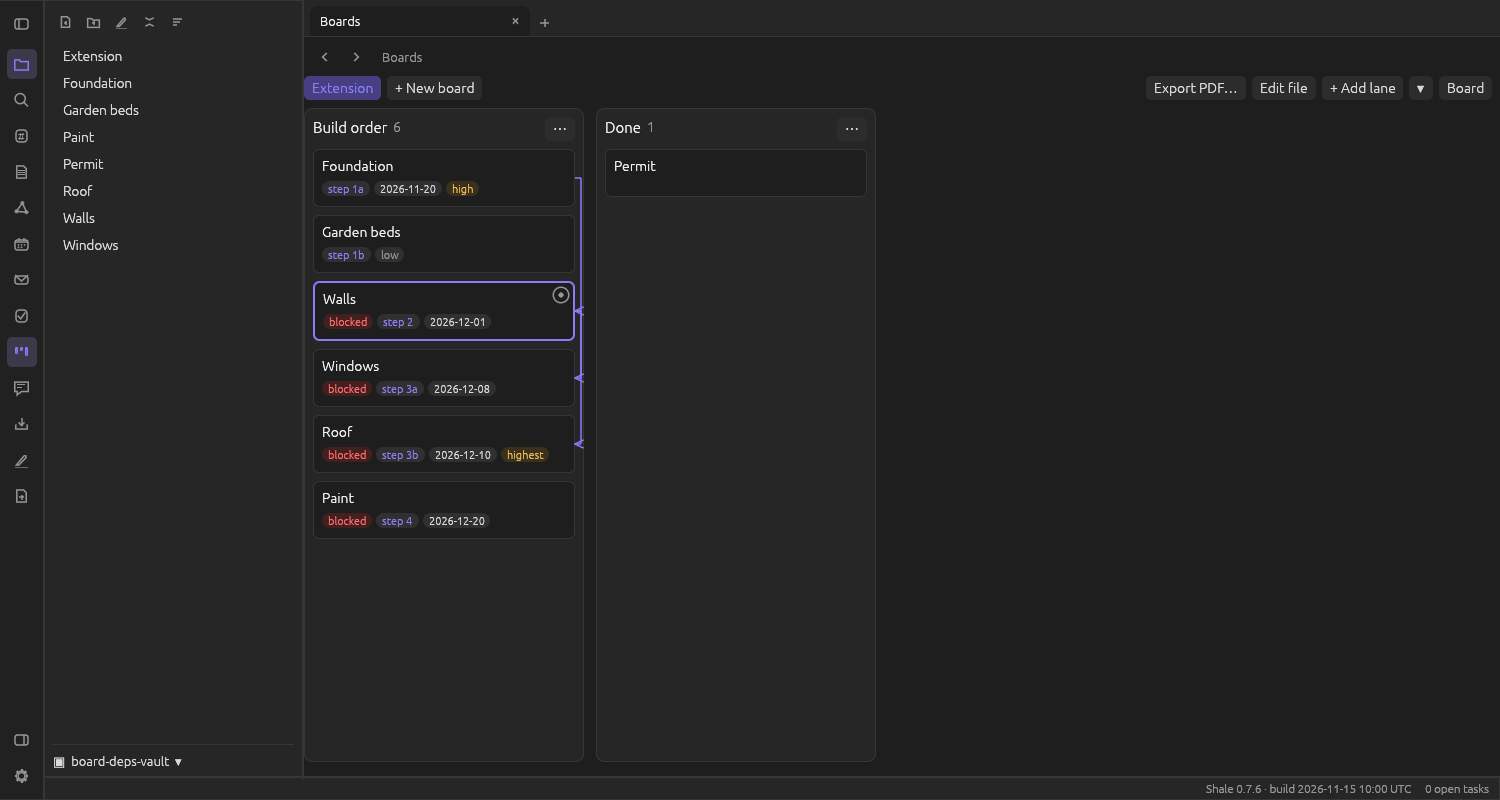 Boards × +
Boards
Extension + New board Export PDF... Edit file + Add lane ▾ Board
Extension
Foundation
Garden beds
Paint
Permit
Roof
Walls
Windows
board-deps-vault ▾
Build order 6 ...
Foundation
step 1a 2026-11-20 high
Garden beds
step 1b low
Walls
blocked step 2 2026-12-01
Windows
blocked step 3a 2026-12-08
Roof
blocked step 3b 2026-12-10 highest
Paint
blocked step 4 2026-12-20
Done 1 ...
Permit
Shale 0.7.6 · build 2026-11-15 10:00 UTC 0 open tasks